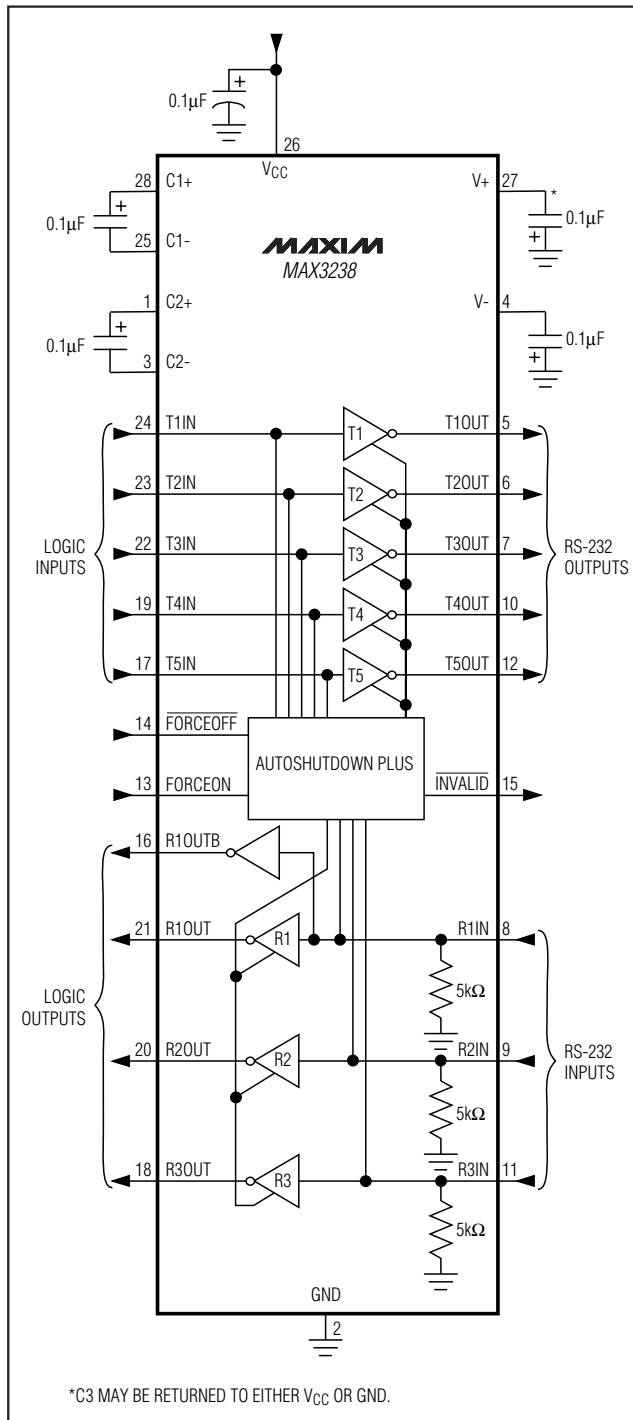 +
0.1µF
26
VCC
28 C1+ V+ 27
+ *
0.1µF 0.1µF
25 C1- +
MAXIM
MAX3238
1 C2+ V- 4
+
0.1µF 0.1µF
3 C2- +
24 T1IN T1 T1OUT 5
23 T2IN T2 T2OUT 6
22 T3IN T3 T3OUT 7
LOGIC
INPUTS
RS-232
OUTPUTS
19 T4IN T4 T4OUT 10
17 T5IN T5 T5OUT 12
14 FORCEOFF
AUTOSHUTDOWN PLUS
13 FORCEON INVALID 15
16 R1OUTB
21 R1OUT R1 R1IN 8
5kΩ
LOGIC
OUTPUTS
20 R2OUT R2 R2IN 9
RS-232
INPUTS
5kΩ
18 R3OUT R3 R3IN 11
5kΩ
GND
2
*C3 MAY BE RETURNED TO EITHER VCC OR GND.